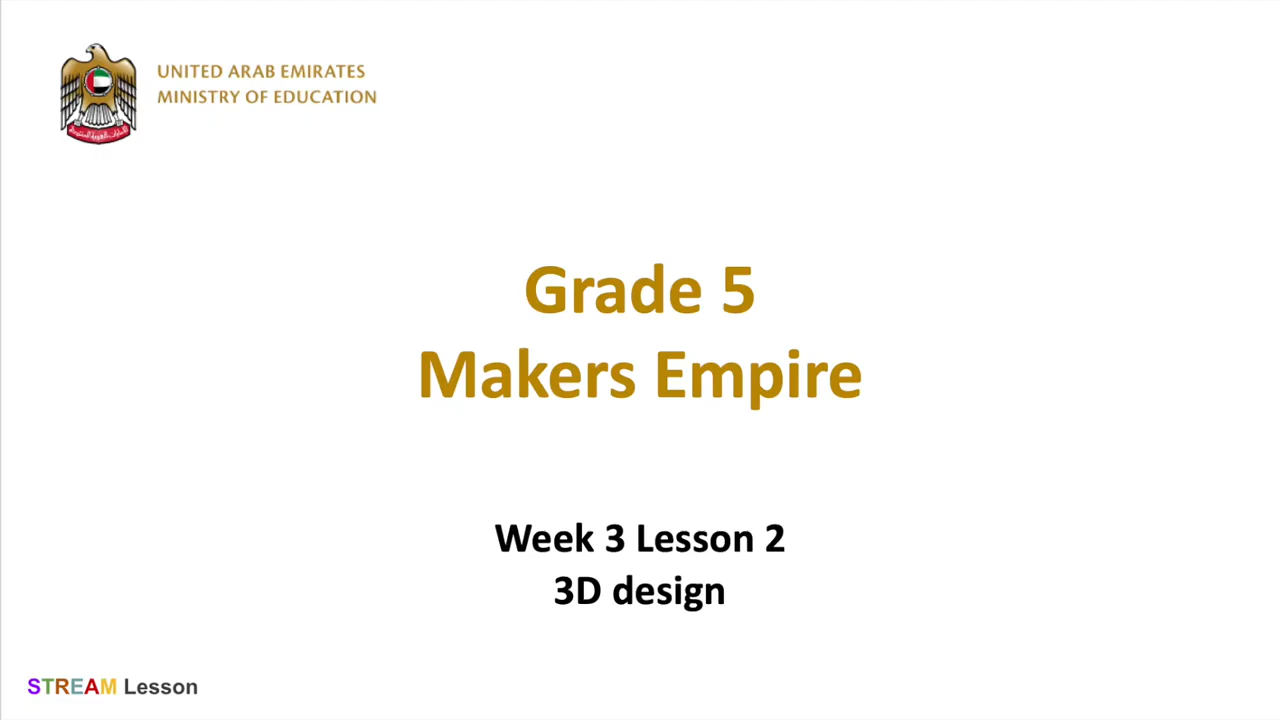 UNITED ARAB EMIRATES
MINISTRY OF EDUCATION
Grade 5
Makers Empire
Week 3 Lesson 2
3D design
STREAM Lesson